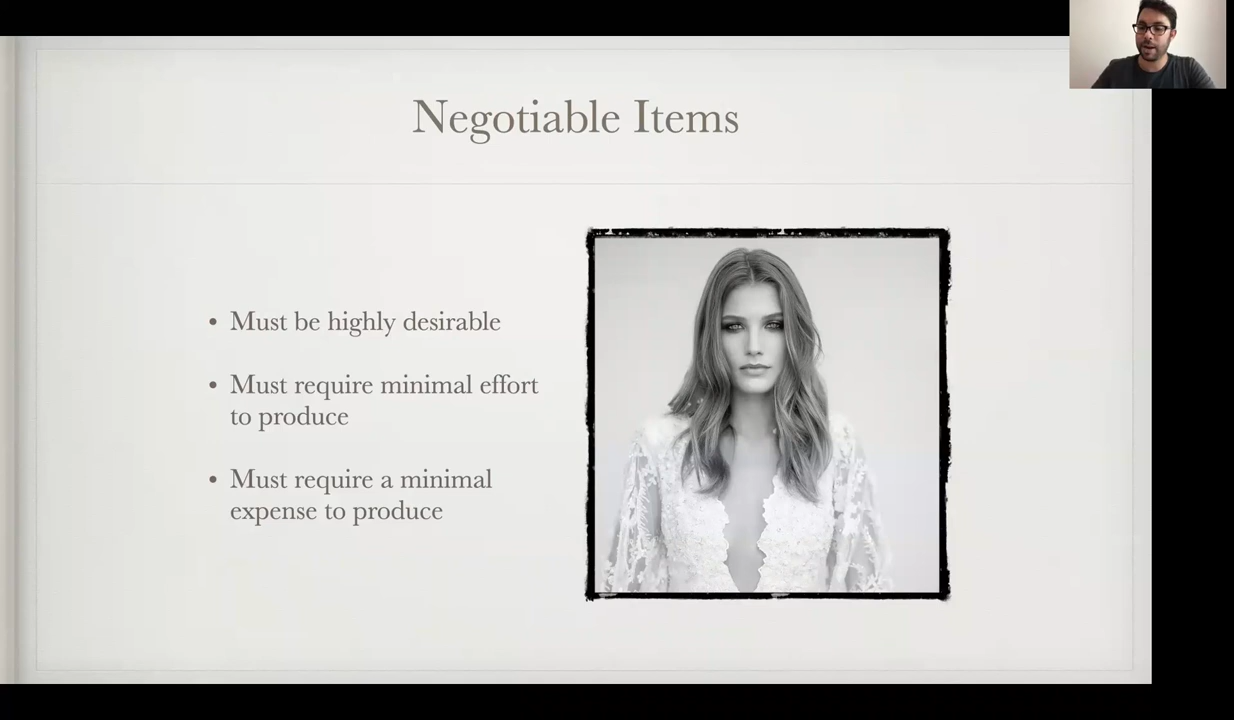 Negotiable Items
• Must be highly desirable
• Must require minimal effort
to produce
• Must require a minimal
expense to produce